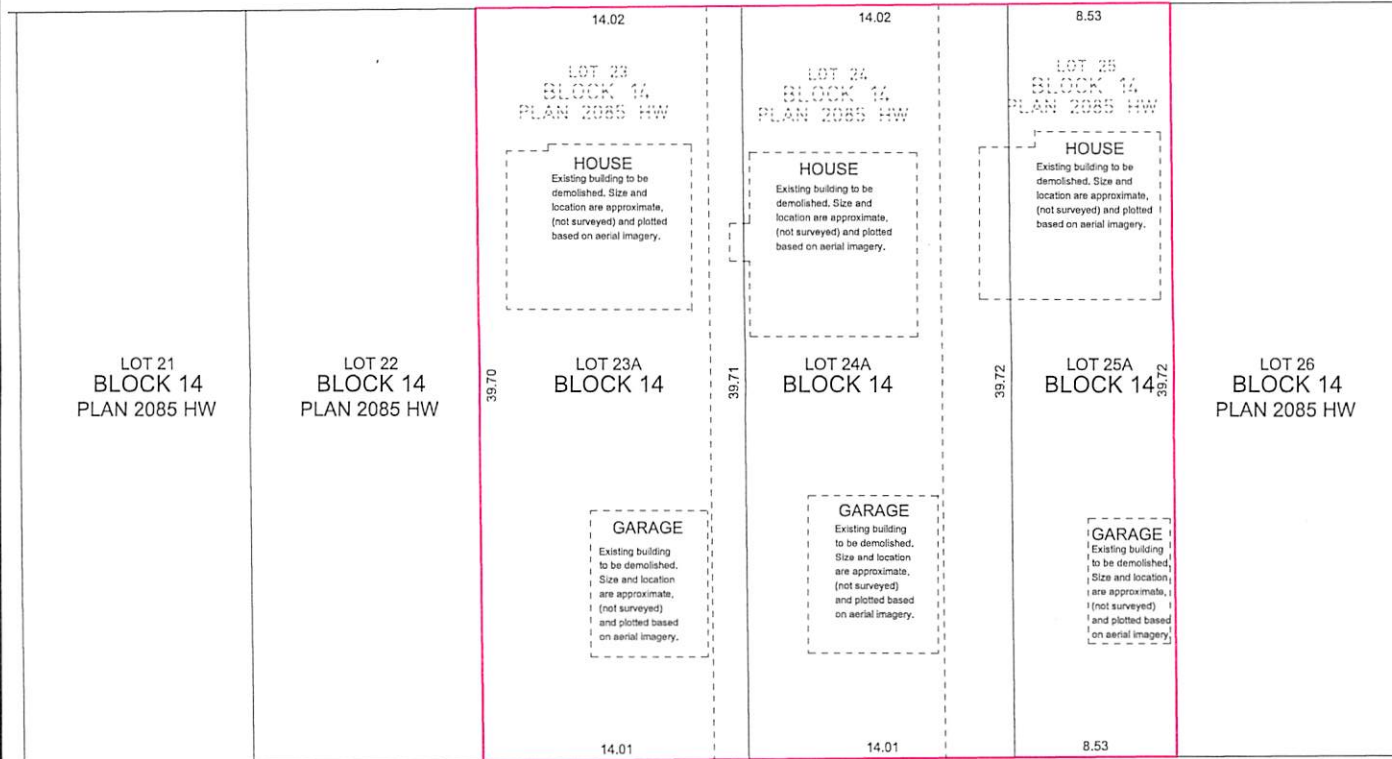 14.02
14.02
8.53
LOT 23
BLOCK 14
PLAN 2085 HW
LOT 24
BLOCK 14
PLAN 2085 HW
LOT 25
BLOCK 14
PLAN 2085 HW
HOUSE
Existing building to be
demolished. Size and
location are approximate,
(not surveyed) and plotted
based on aerial imagery.
HOUSE
Existing building to be
demolished. Size and
location are approximate,
(not surveyed) and plotted
based on aerial imagery.
HOUSE
Existing building to be
demolished. Size and
location are approximate,
(not surveyed) and plotted
based on aerial imagery.
LOT 21
BLOCK 14
PLAN 2085 HW
LOT 22
BLOCK 14
PLAN 2085 HW
39.70
LOT 23A
BLOCK 14
39.71
LOT 24A
BLOCK 14
39.72
LOT 25A
BLOCK 14
39.72
LOT 26
BLOCK 14
PLAN 2085 HW
GARAGE
Existing building
to be demolished.
Size and location
are approximate,
(not surveyed)
and plotted based
on aerial imagery.
GARAGE
Existing building
to be demolished.
Size and location
are approximate,
(not surveyed)
and plotted based
on aerial imagery.
GARAGE
Existing building
to be demolished.
Size and location
are approximate,
(not surveyed)
and plotted based
on aerial imagery
14.01
14.01
8.53